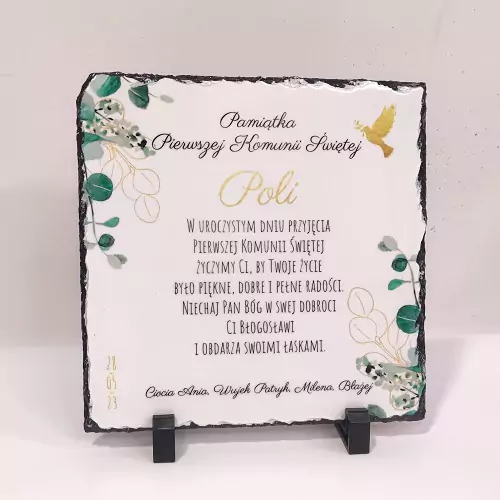 Pamiątka
Pierwszej Komunii Świętej
Poli
W UROCZYSTYM DNIU PRZYJĘCIA
PIERWSZEJ KOMUNII ŚWIĘTEJ
ŻYCZYMY CI, BY TWOJE ŻYCIE
BYŁO PIĘKNE, DOBRE I PEŁNE RADOŚCI.
NIECHAJ PAN BÓG W SWEJ DOBROCI
CI BŁOGOSŁAWI
I OBDARZA SWOIMI ŁASKAMI.
28
05
23
Ciocia Ania, Wujek Patryk, Milena, Błażej